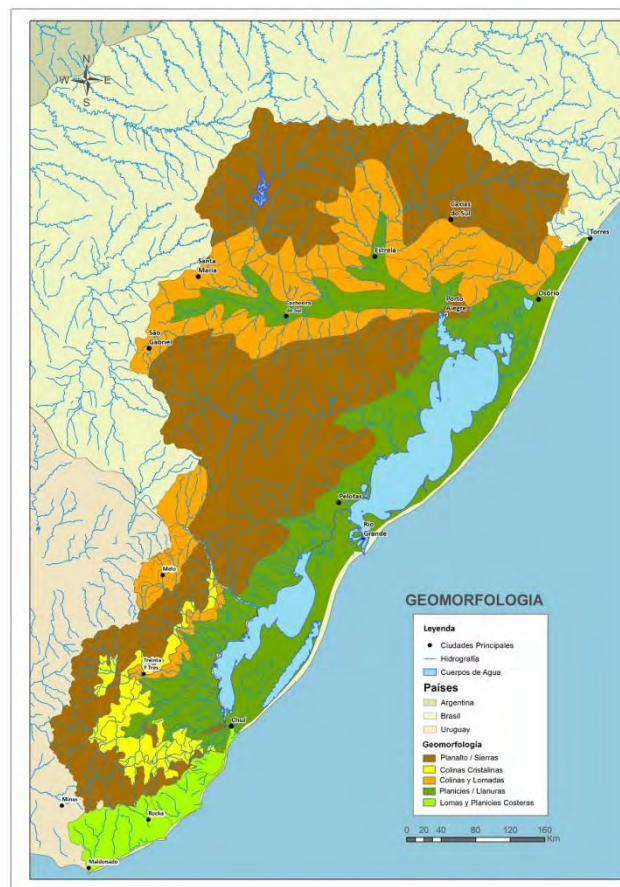 N
W E
S
Caxias
do Sul
Torres
Estrela
Santa
Maria
Osório
Porto
Alegre
Cachoeira
do Sul
São
Gabriel
Pelotas
Rio
Grande
Melo
Treinta
Y Tres
Chuí
Minas
Rocha
Maldonado
GEOMORFOLOGIA
Leyenda
Ciudades Principales
Hidrografía
Cuerpos de Agua
Países
Argentina
Brasil
Uruguay
Geomorfología
Planalto / Sierras
Colinas Cristalinas
Colinas y Lomadas
Planicies / Llanuras
Lomas y Planicies Costeras
0 20 40 80 120 160
Km